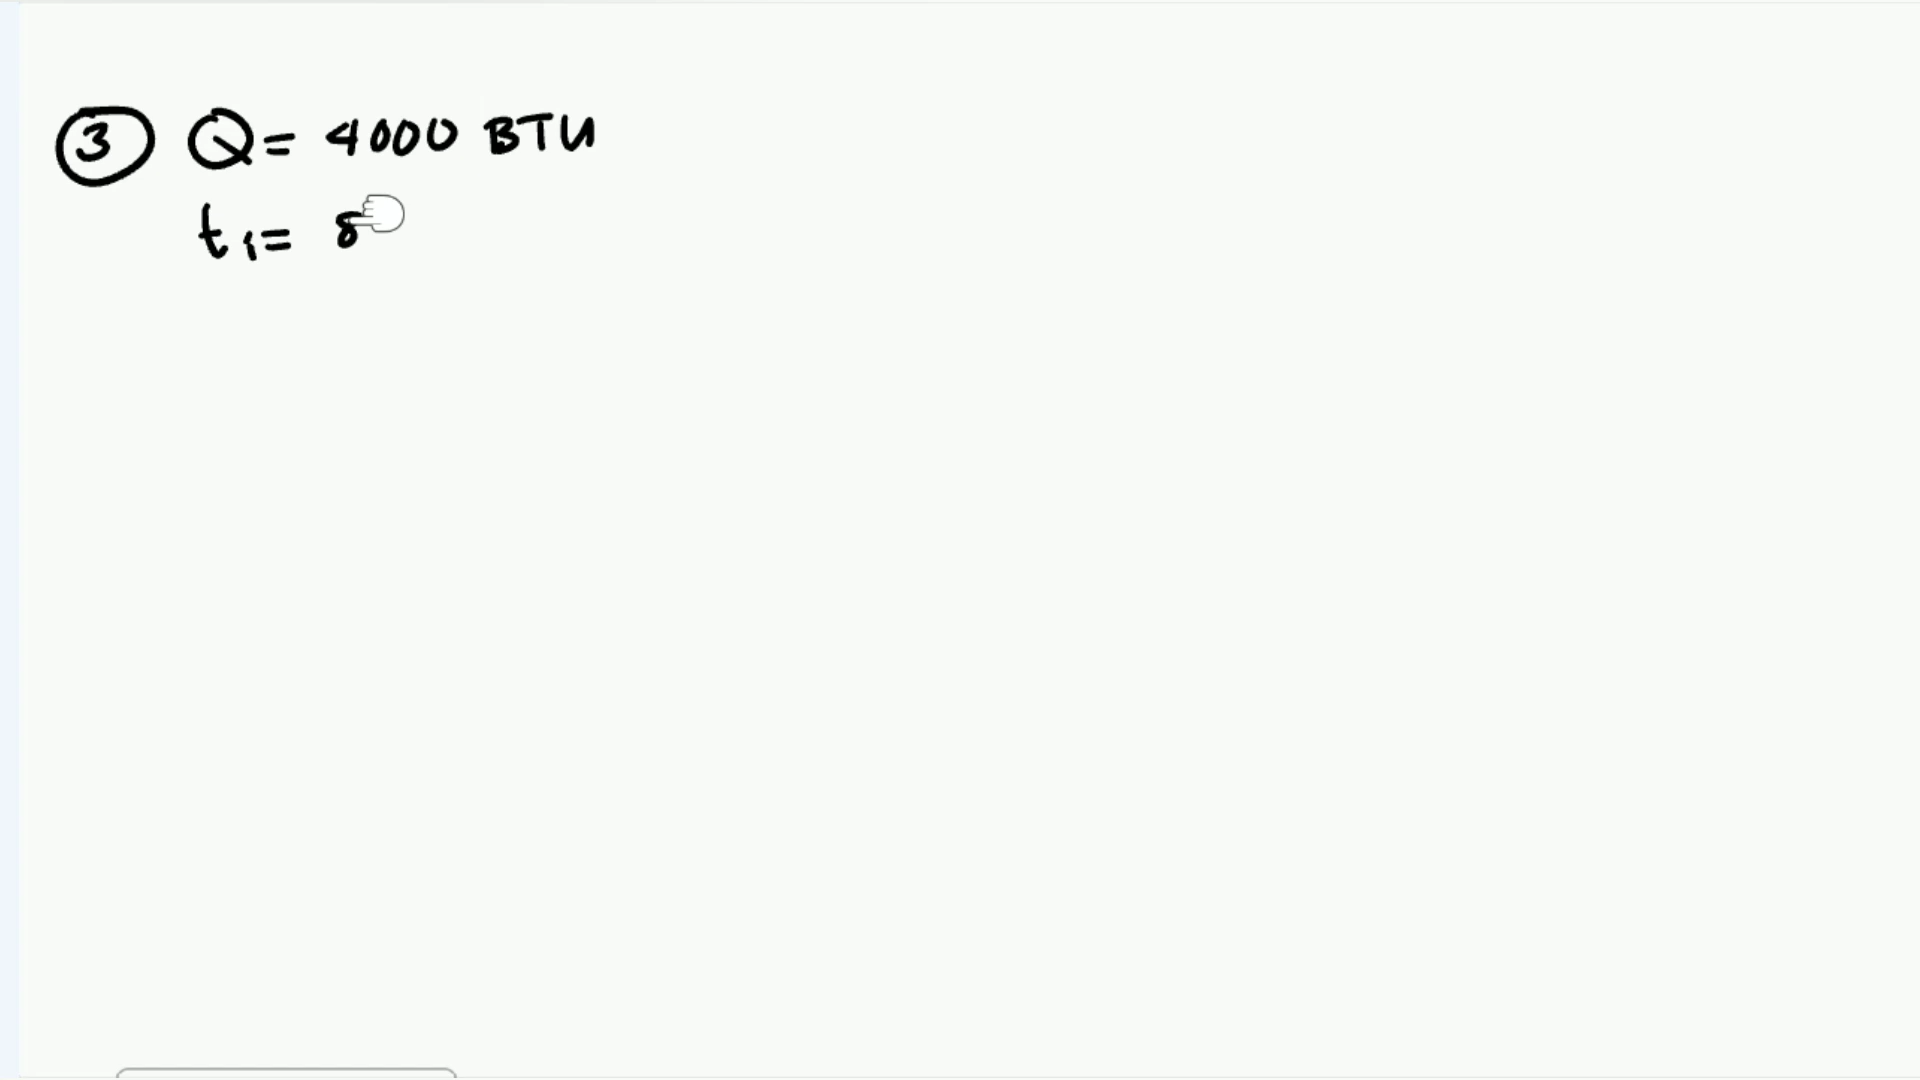 ③ Q = 4000 BTU
t₁ = 8